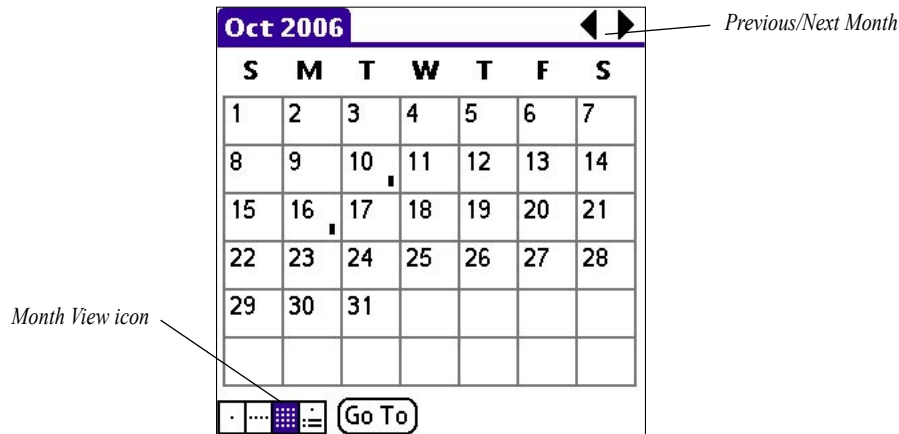 Oct 2006
Previous/Next Month
S M T W T F S
1 2 3 4 5 6 7
8 9 10 11 12 13 14
15 16 17 18 19 20 21
22 23 24 25 26 27 28
29 30 31
Month View icon
Go To